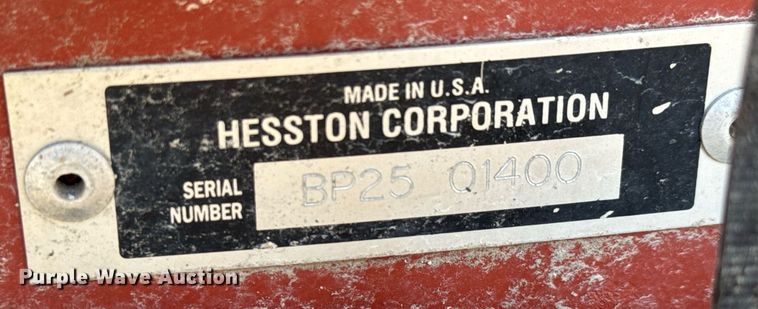 MADE IN U.S.A.
HESSTON CORPORATION
SERIAL
NUMBER
BP25 01400
Purple Wave Auction